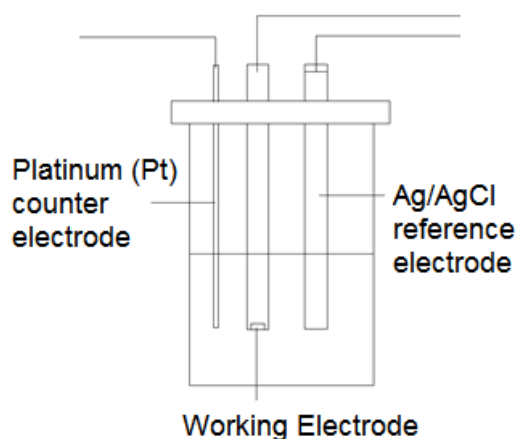 Platinum (Pt)
counter
electrode
Ag/AgCl
reference
electrode
Working Electrode